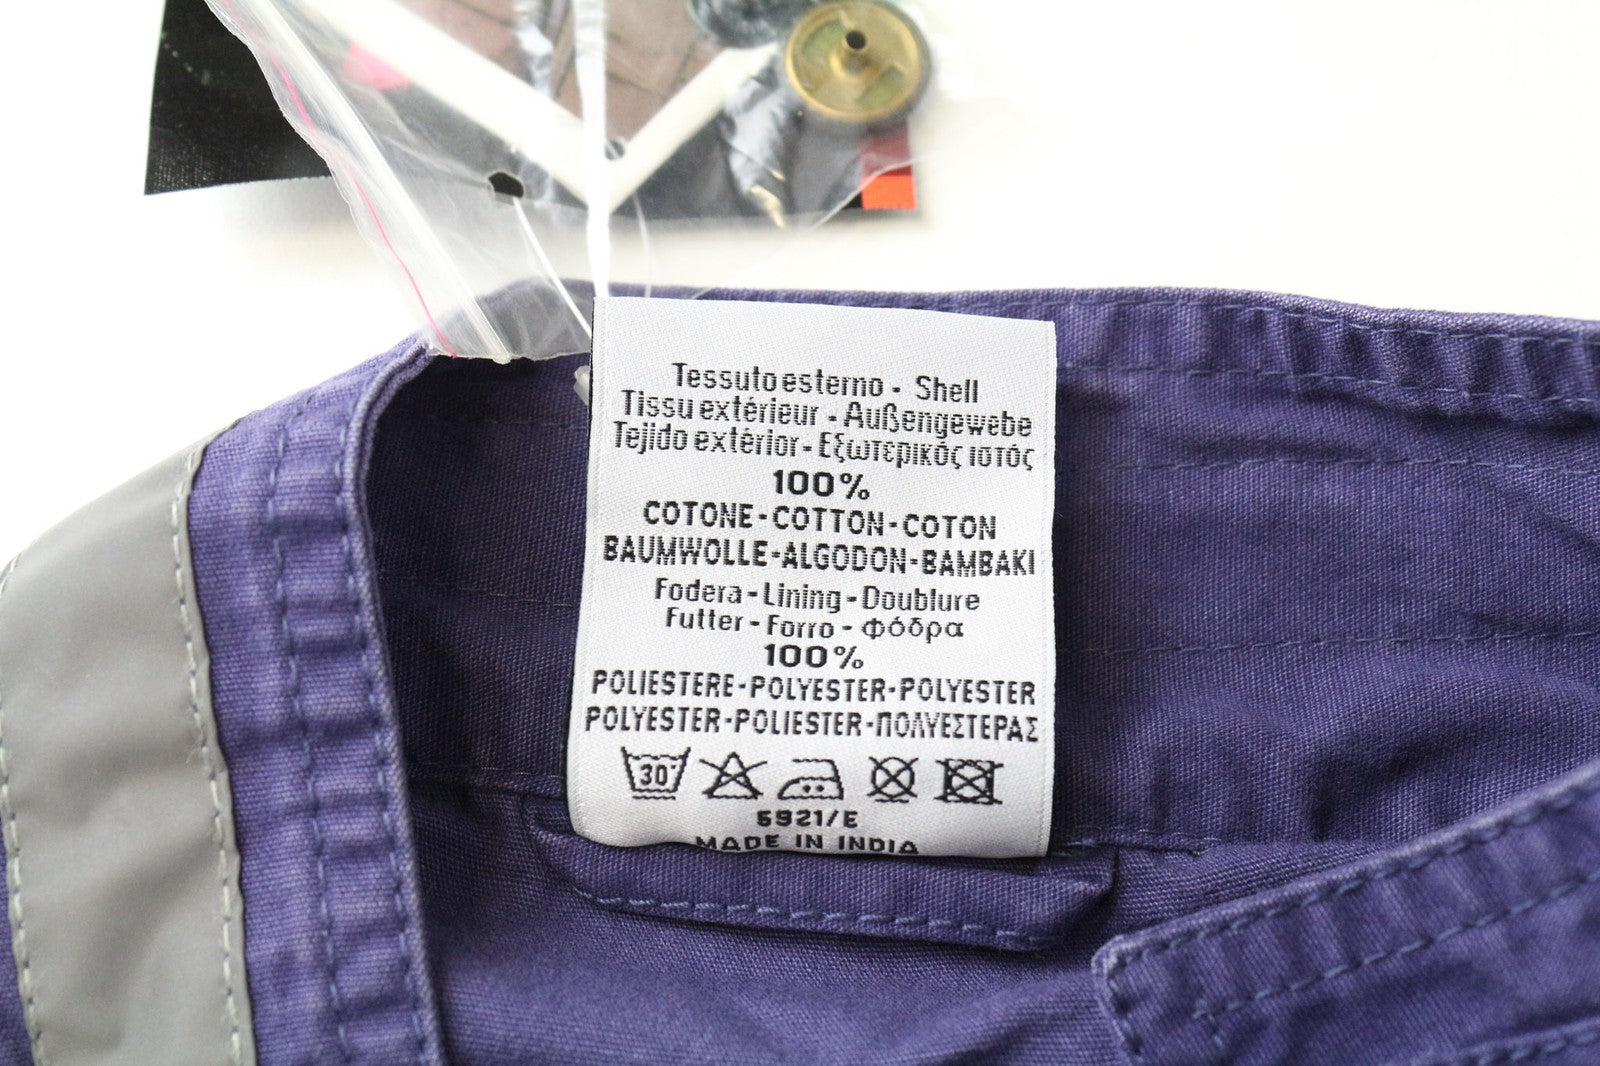 Tessuto esterno - Shell
Tissu extérieur - Außengewebe
Tejido extérior - Εξωτερικός ιστός
100%
COTONE-COTTON-COTON
BAUMWOLLE-ALGODON-BAMBAKI
Fodera-Lining-Doublure
Futter-Forro-Φόδρα
100%
POLIESTERE-POLYESTER-POLYESTER
POLYESTER-POLIESTER-ΠΟΛΥΕΣΤΕΡΑΣ
30°
5921/E
MADE IN INDIA